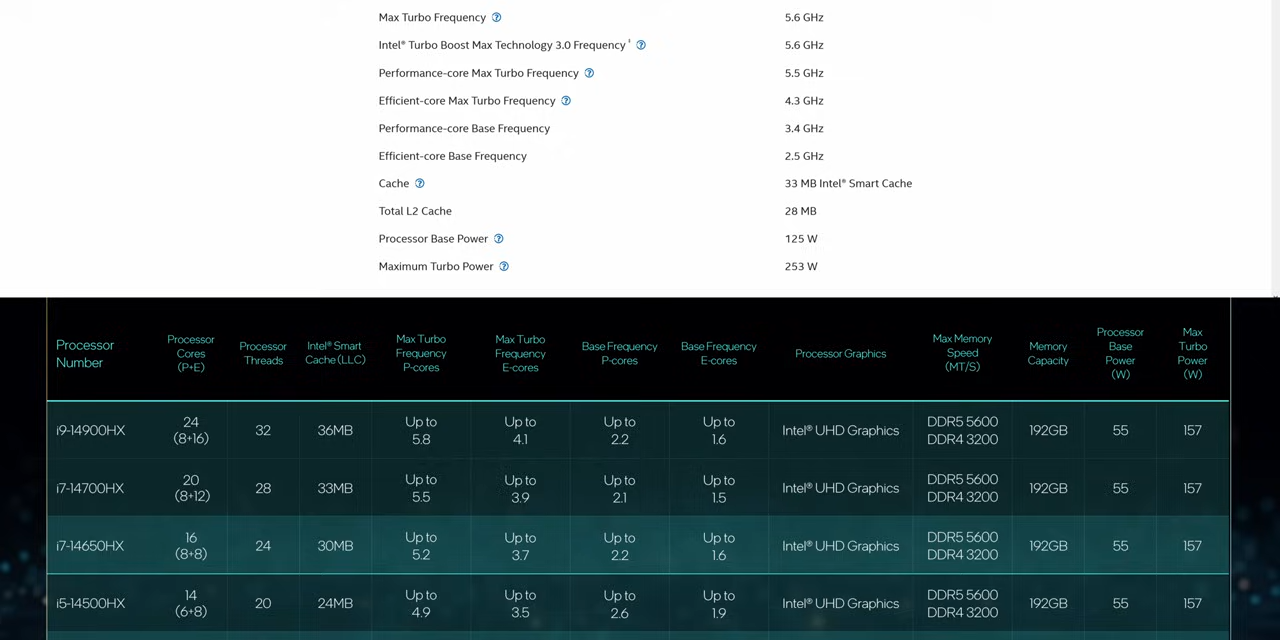 Max Turbo Frequency ? 5.6 GHz
Intel® Turbo Boost Max Technology 3.0 Frequency ‡ ? 5.6 GHz
Performance-core Max Turbo Frequency ? 5.5 GHz
Efficient-core Max Turbo Frequency ? 4.3 GHz
Performance-core Base Frequency 3.4 GHz
Efficient-core Base Frequency 2.5 GHz
Cache ? 33 MB Intel® Smart Cache
Total L2 Cache 28 MB
Processor Base Power ? 125 W
Maximum Turbo Power ? 253 W
Processor
Number
Processor
Cores
(P+E)
Processor
Threads
Intel® Smart
Cache (LLC)
Max Turbo
Frequency
P-cores
Max Turbo
Frequency
E-cores
Base Frequency
P-cores
Base Frequency
E-cores
Processor Graphics
Max Memory
Speed
(MT/S)
Memory
Capacity
Processor
Base
Power
(W)
Max
Turbo
Power
(W)
i9-14900HX
24
(8+16)
32
36MB
Up to
5.8
Up to
4.1
Up to
2.2
Up to
1.6
Intel® UHD Graphics
DDR5 5600
DDR4 3200
192GB
55
157
i7-14700HX
20
(8+12)
28
33MB
Up to
5.5
Up to
3.9
Up to
2.1
Up to
1.5
Intel® UHD Graphics
DDR5 5600
DDR4 3200
192GB
55
157
i7-14650HX
16
(8+8)
24
30MB
Up to
5.2
Up to
3.7
Up to
2.2
Up to
1.6
Intel® UHD Graphics
DDR5 5600
DDR4 3200
192GB
55
157
i5-14500HX
14
(6+8)
20
24MB
Up to
4.9
Up to
3.5
Up to
2.6
Up to
1.9
Intel® UHD Graphics
DDR5 5600
DDR4 3200
192GB
55
157